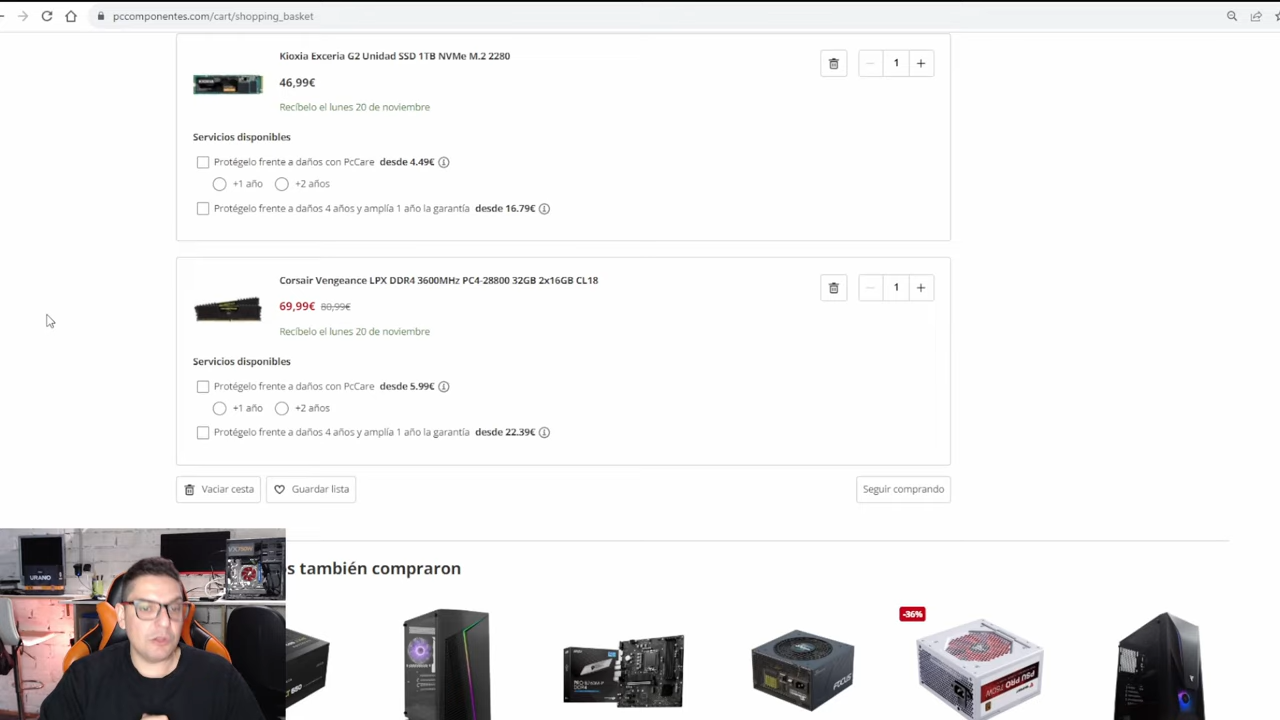 pccomponentes.com/cart/shopping_basket
Kioxia Exceria G2 Unidad SSD 1TB NVMe M.2 2280
1
46,99€
Recíbelo el lunes 20 de noviembre
Servicios disponibles
Protégelo frente a daños con PcCare desde 4.49€
+1 año +2 años
Protégelo frente a daños 4 años y amplía 1 año la garantía desde 16.79€
Corsair Vengeance LPX DDR4 3600MHz PC4-28800 32GB 2x16GB CL18
1
69,99€ 80,99€
Recíbelo el lunes 20 de noviembre
Servicios disponibles
Protégelo frente a daños con PcCare desde 5.99€
+1 año +2 años
Protégelo frente a daños 4 años y amplía 1 año la garantía desde 22.39€
Vaciar cesta Guardar lista Seguir comprando
s también compraron
-36%
URANO
FOCUS
PSU PRO 750W